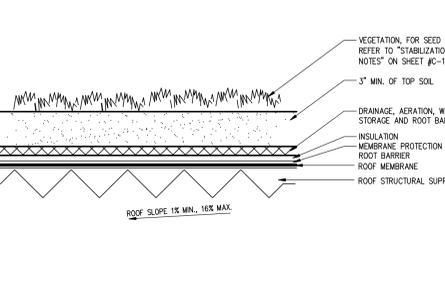 VEGETATION, FOR SEED
REFER TO "STABILIZATIO
NOTES" ON SHEET #C-1
3" MIN. OF TOP SOIL
DRAINAGE, AERATION, W
STORAGE AND ROOT BA
INSULATION
MEMBRANE PROTECTION
ROOT BARRIER
ROOF MEMBRANE
ROOF STRUCTURAL SUPP
ROOF SLOPE 1% MIN., 16% MAX.